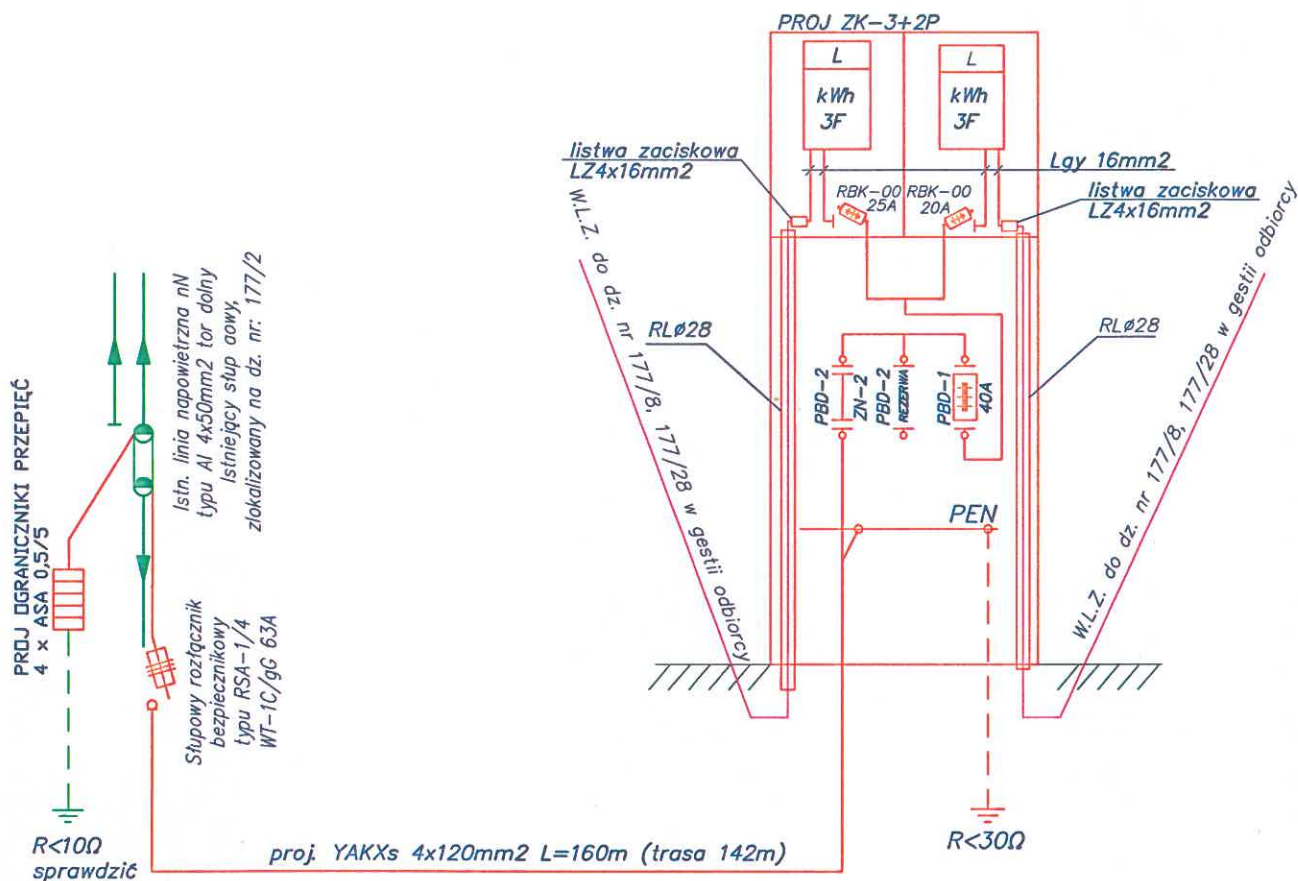 PROJ ZK-3+2P
L
kWh
3F
L
kWh
3F
listwa zaciskowa
LZ4x16mm2
Lgy 16mm2
RBK-00
25A
RBK-00
20A
listwa zaciskowa
LZ4x16mm2
W.L.Z. do dz. nr 177/8, 177/28 w gestii odbiorcy
W.L.Z. do dz. nr 177/8, 177/28 w gestii odbiorcy
RLø28
RLø28
PBD-2
ZN-2
PBD-2
REZERWA
PBD-1
40A
PEN
PROJ OGRANICZNIKI PRZEPIĘĆ
4 x ASA 0,5/5
Istn. linia napowietrzna nN
typu Al 4x50mm2 tor dolny
Istniejący słup aowy,
zlokalizowany na dz. nr: 177/2
Słupowy rozłącznik
bezpiecznikowy
typu RSA-1/4
WT-1C/gG 63A
R<10Ω
sprawdzić
proj. YAKXs 4x120mm2 L=160m (trasa 142m)
R<30Ω